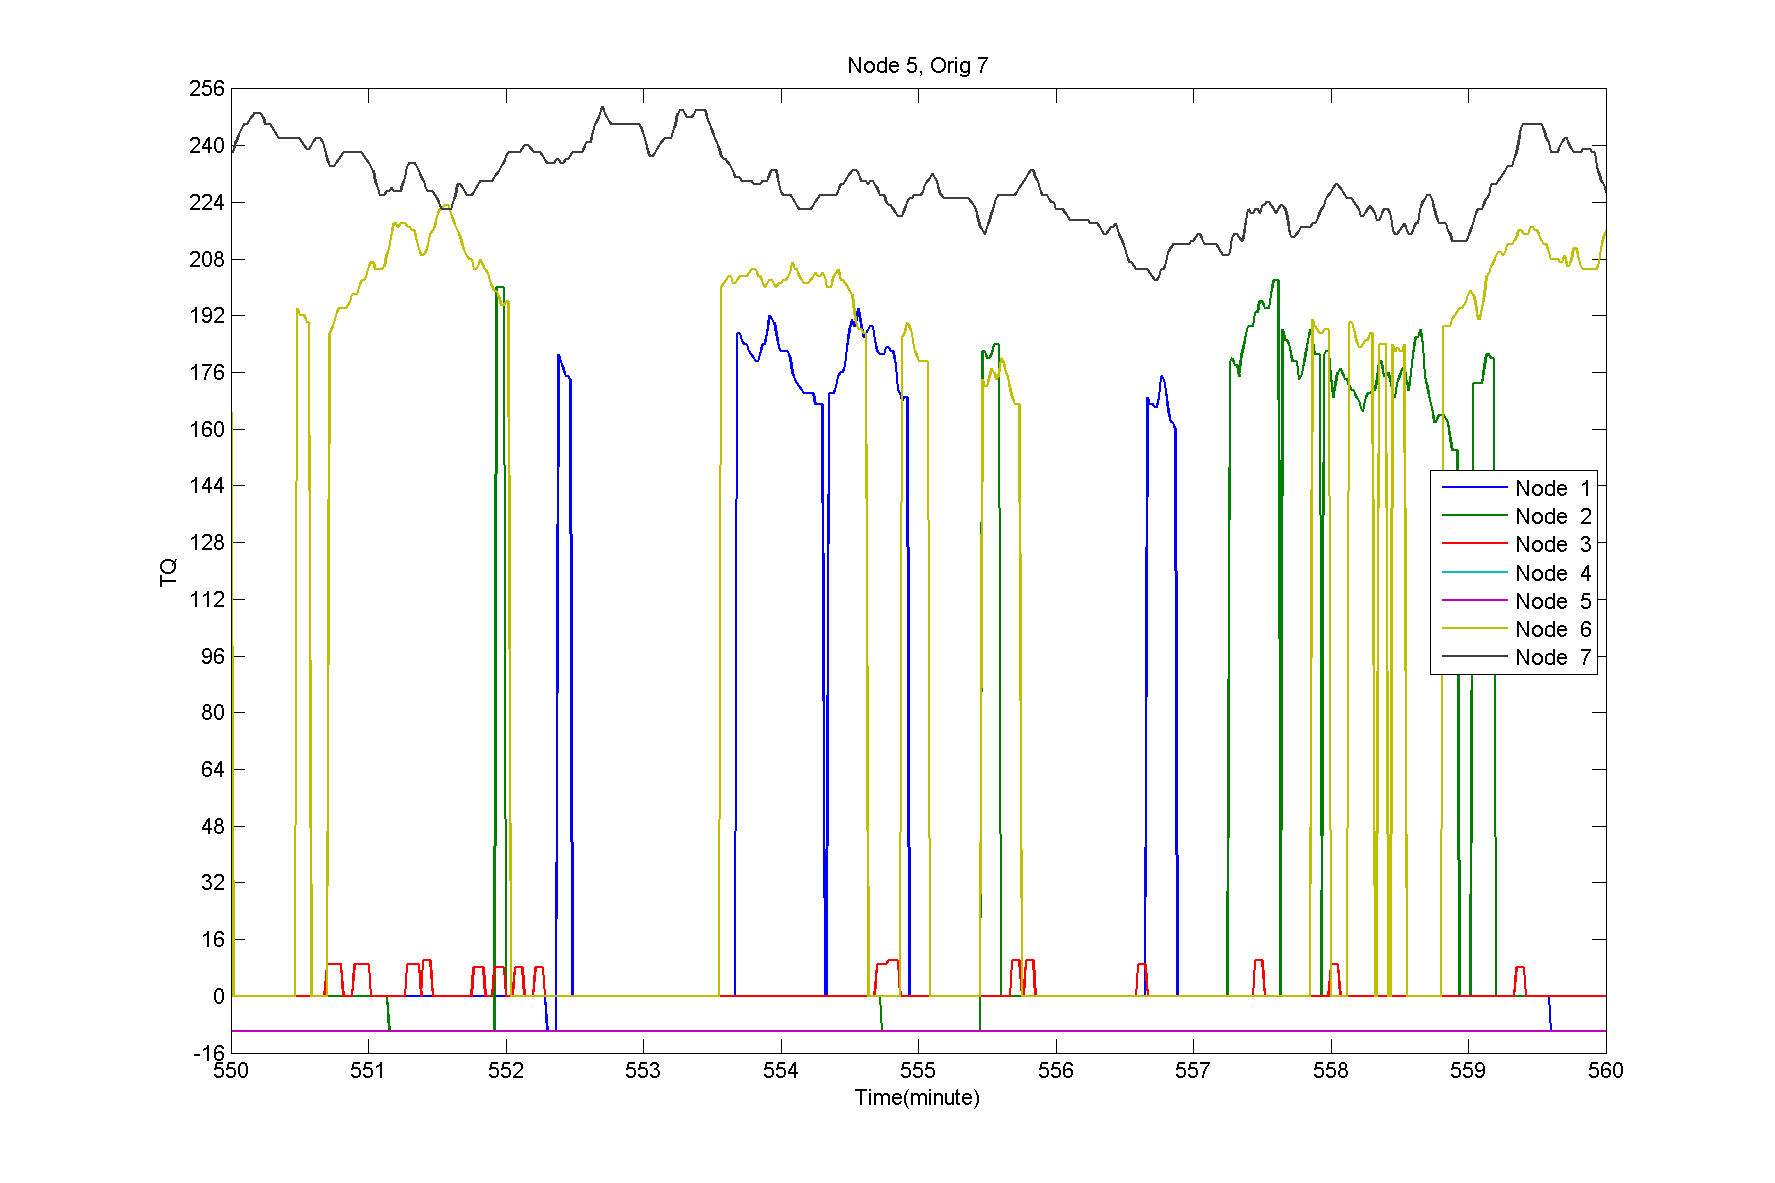 Node 5, Orig 7
256
240
224
208
192
176
160
144
128
112
96
80
64
48
32
16
0
-16
TQ
Node 1
Node 2
Node 3
Node 4
Node 5
Node 6
Node 7
550 551 552 553 554 555 556 557 558 559 560
Time(minute)